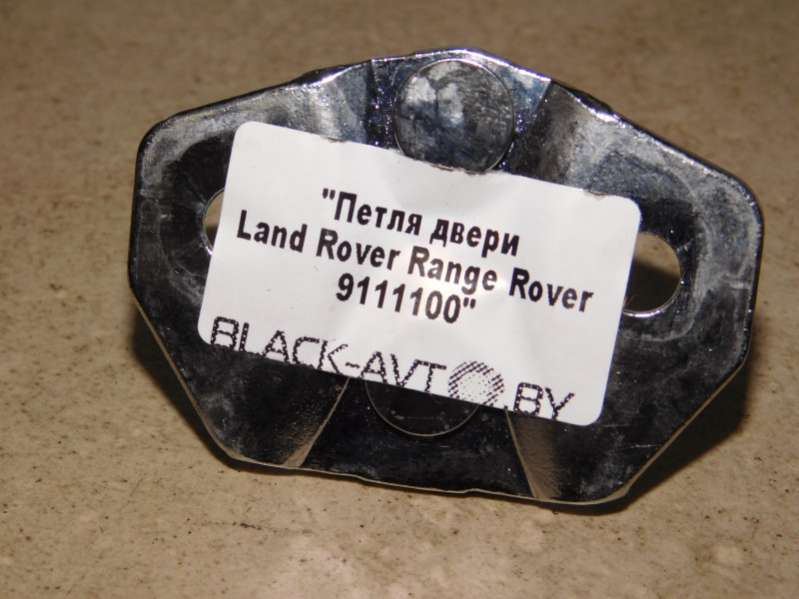 "Петля двери
Land Rover Range Rover
9111100"
BLACK-AVTO.BY